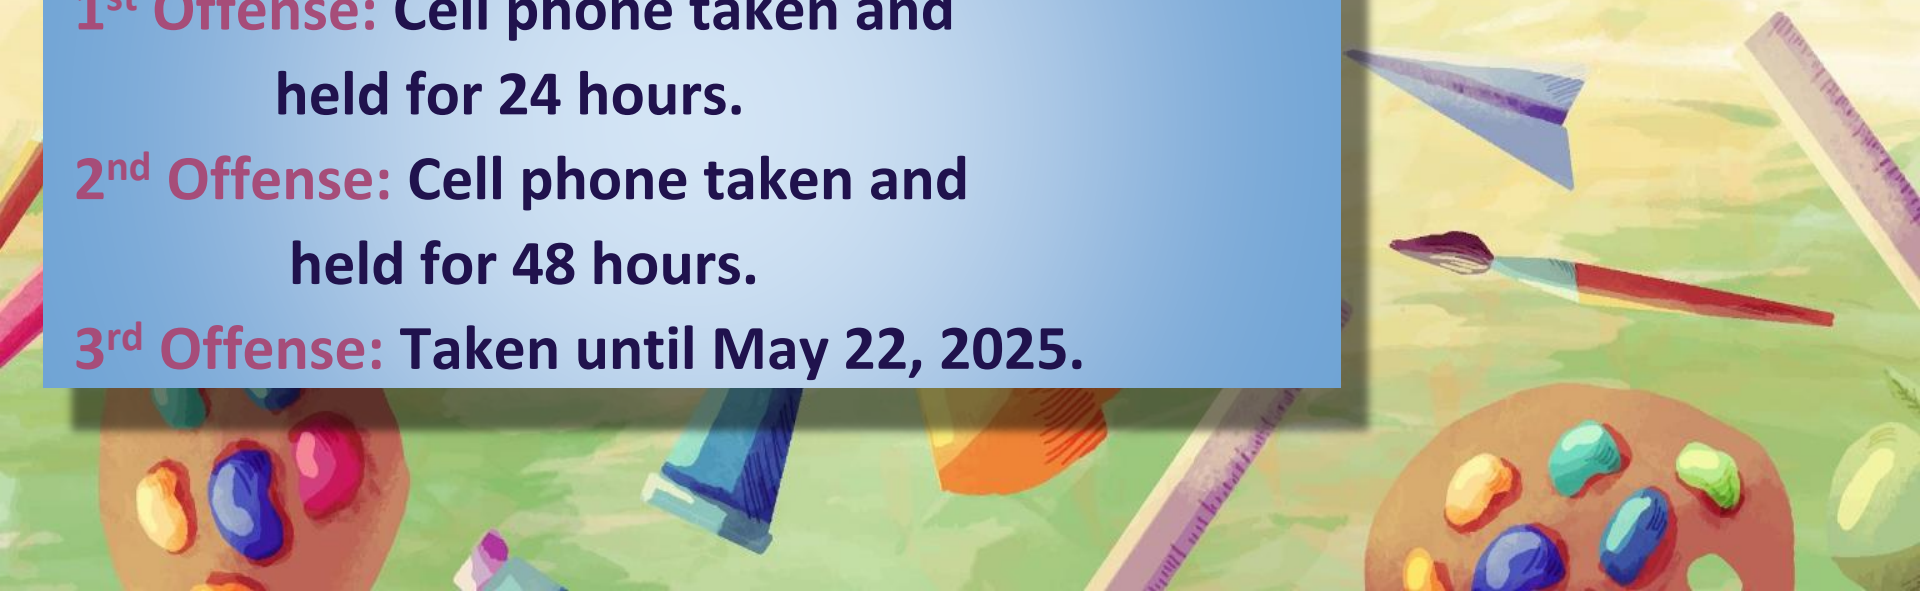 1st Offense: Cell phone taken and
held for 24 hours.
2nd Offense: Cell phone taken and
held for 48 hours.
3rd Offense: Taken until May 22, 2025.